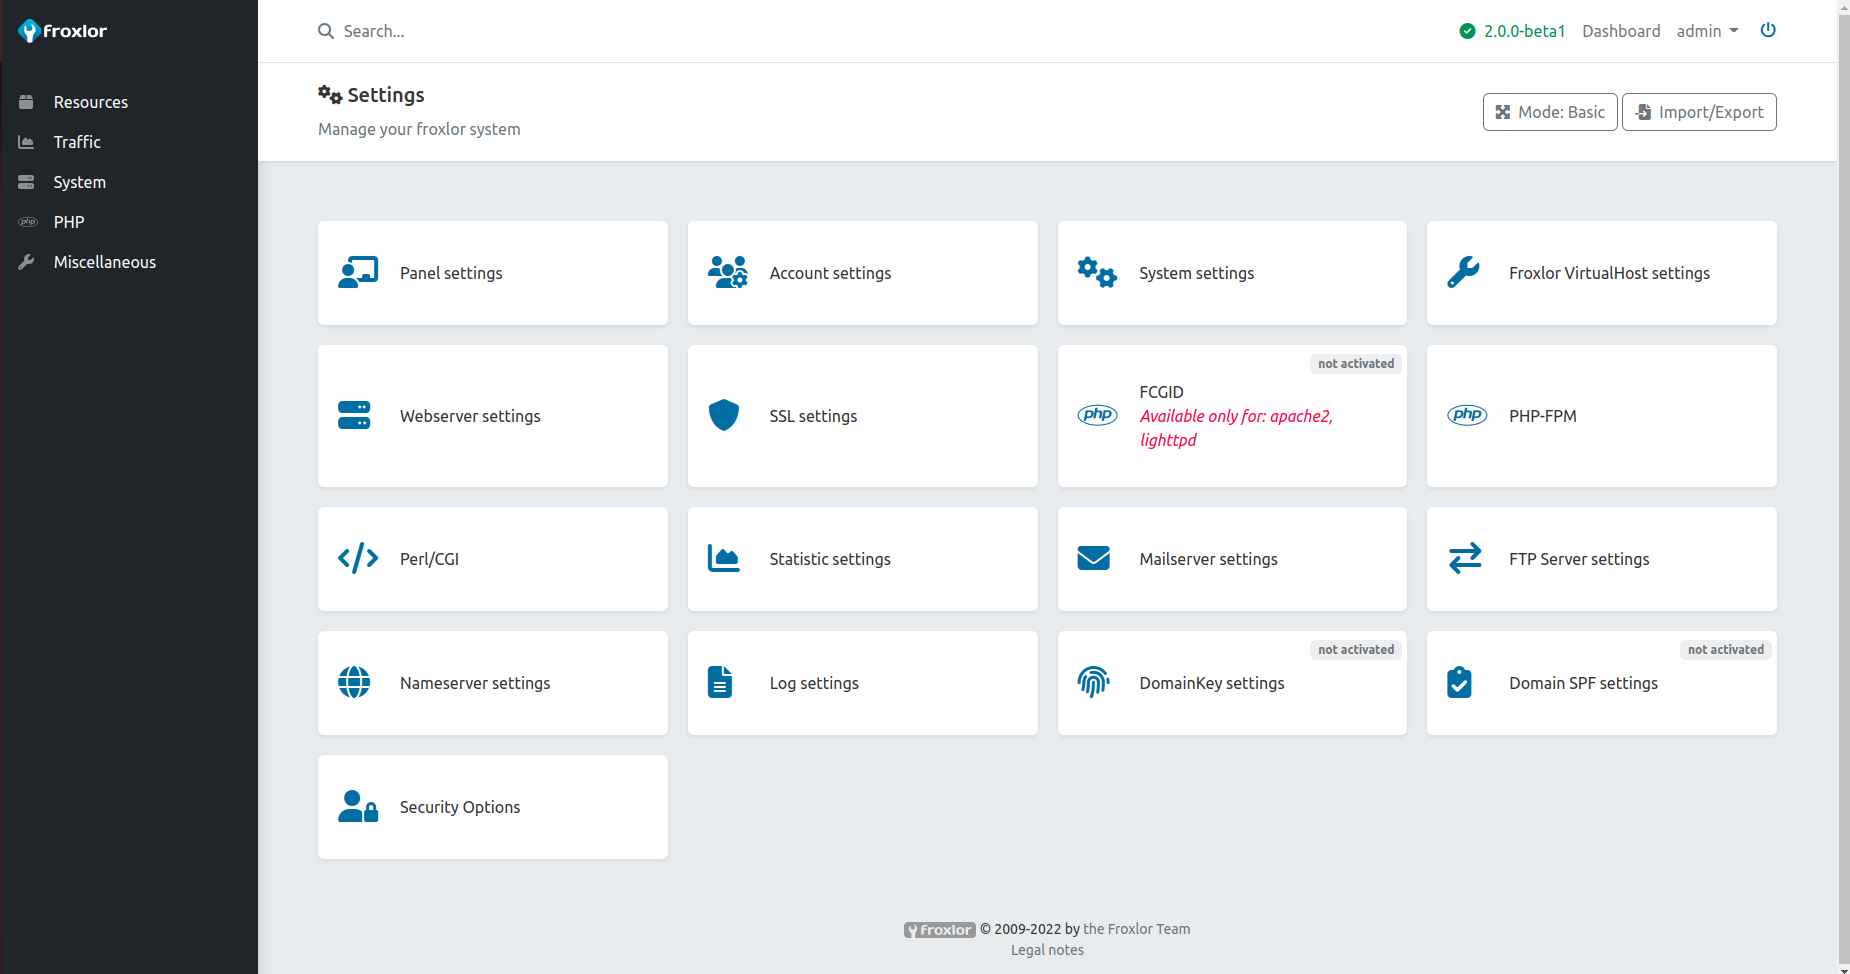 froxlor
Search...
2.0.0-beta1
Dashboard
admin
Resources
Traffic
System
php
PHP
Miscellaneous
Settings
Manage your froxlor system
Mode: Basic
Import/Export
Panel settings
Account settings
System settings
Froxlor VirtualHost settings
Webserver settings
SSL settings
not activated
php
FCGID
Available only for: apache2,
lighttpd
php
PHP-FPM
Perl/CGI
Statistic settings
Mailserver settings
FTP Server settings
Nameserver settings
Log settings
not activated
DomainKey settings
not activated
Domain SPF settings
Security Options
froxlor © 2009-2022 by the Froxlor Team
Legal notes